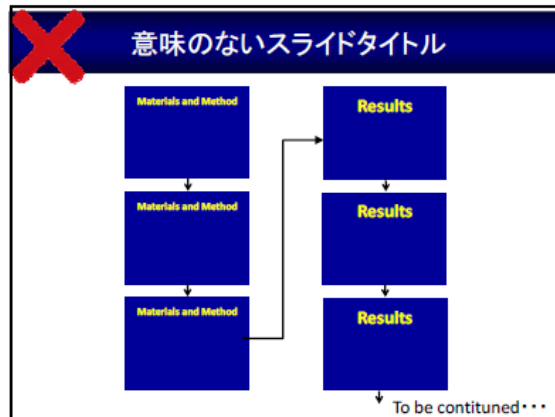 意味のないスライドタイトル
Materials and Method
Materials and Method
Materials and Method
Results
Results
Results
To be contituned・・・